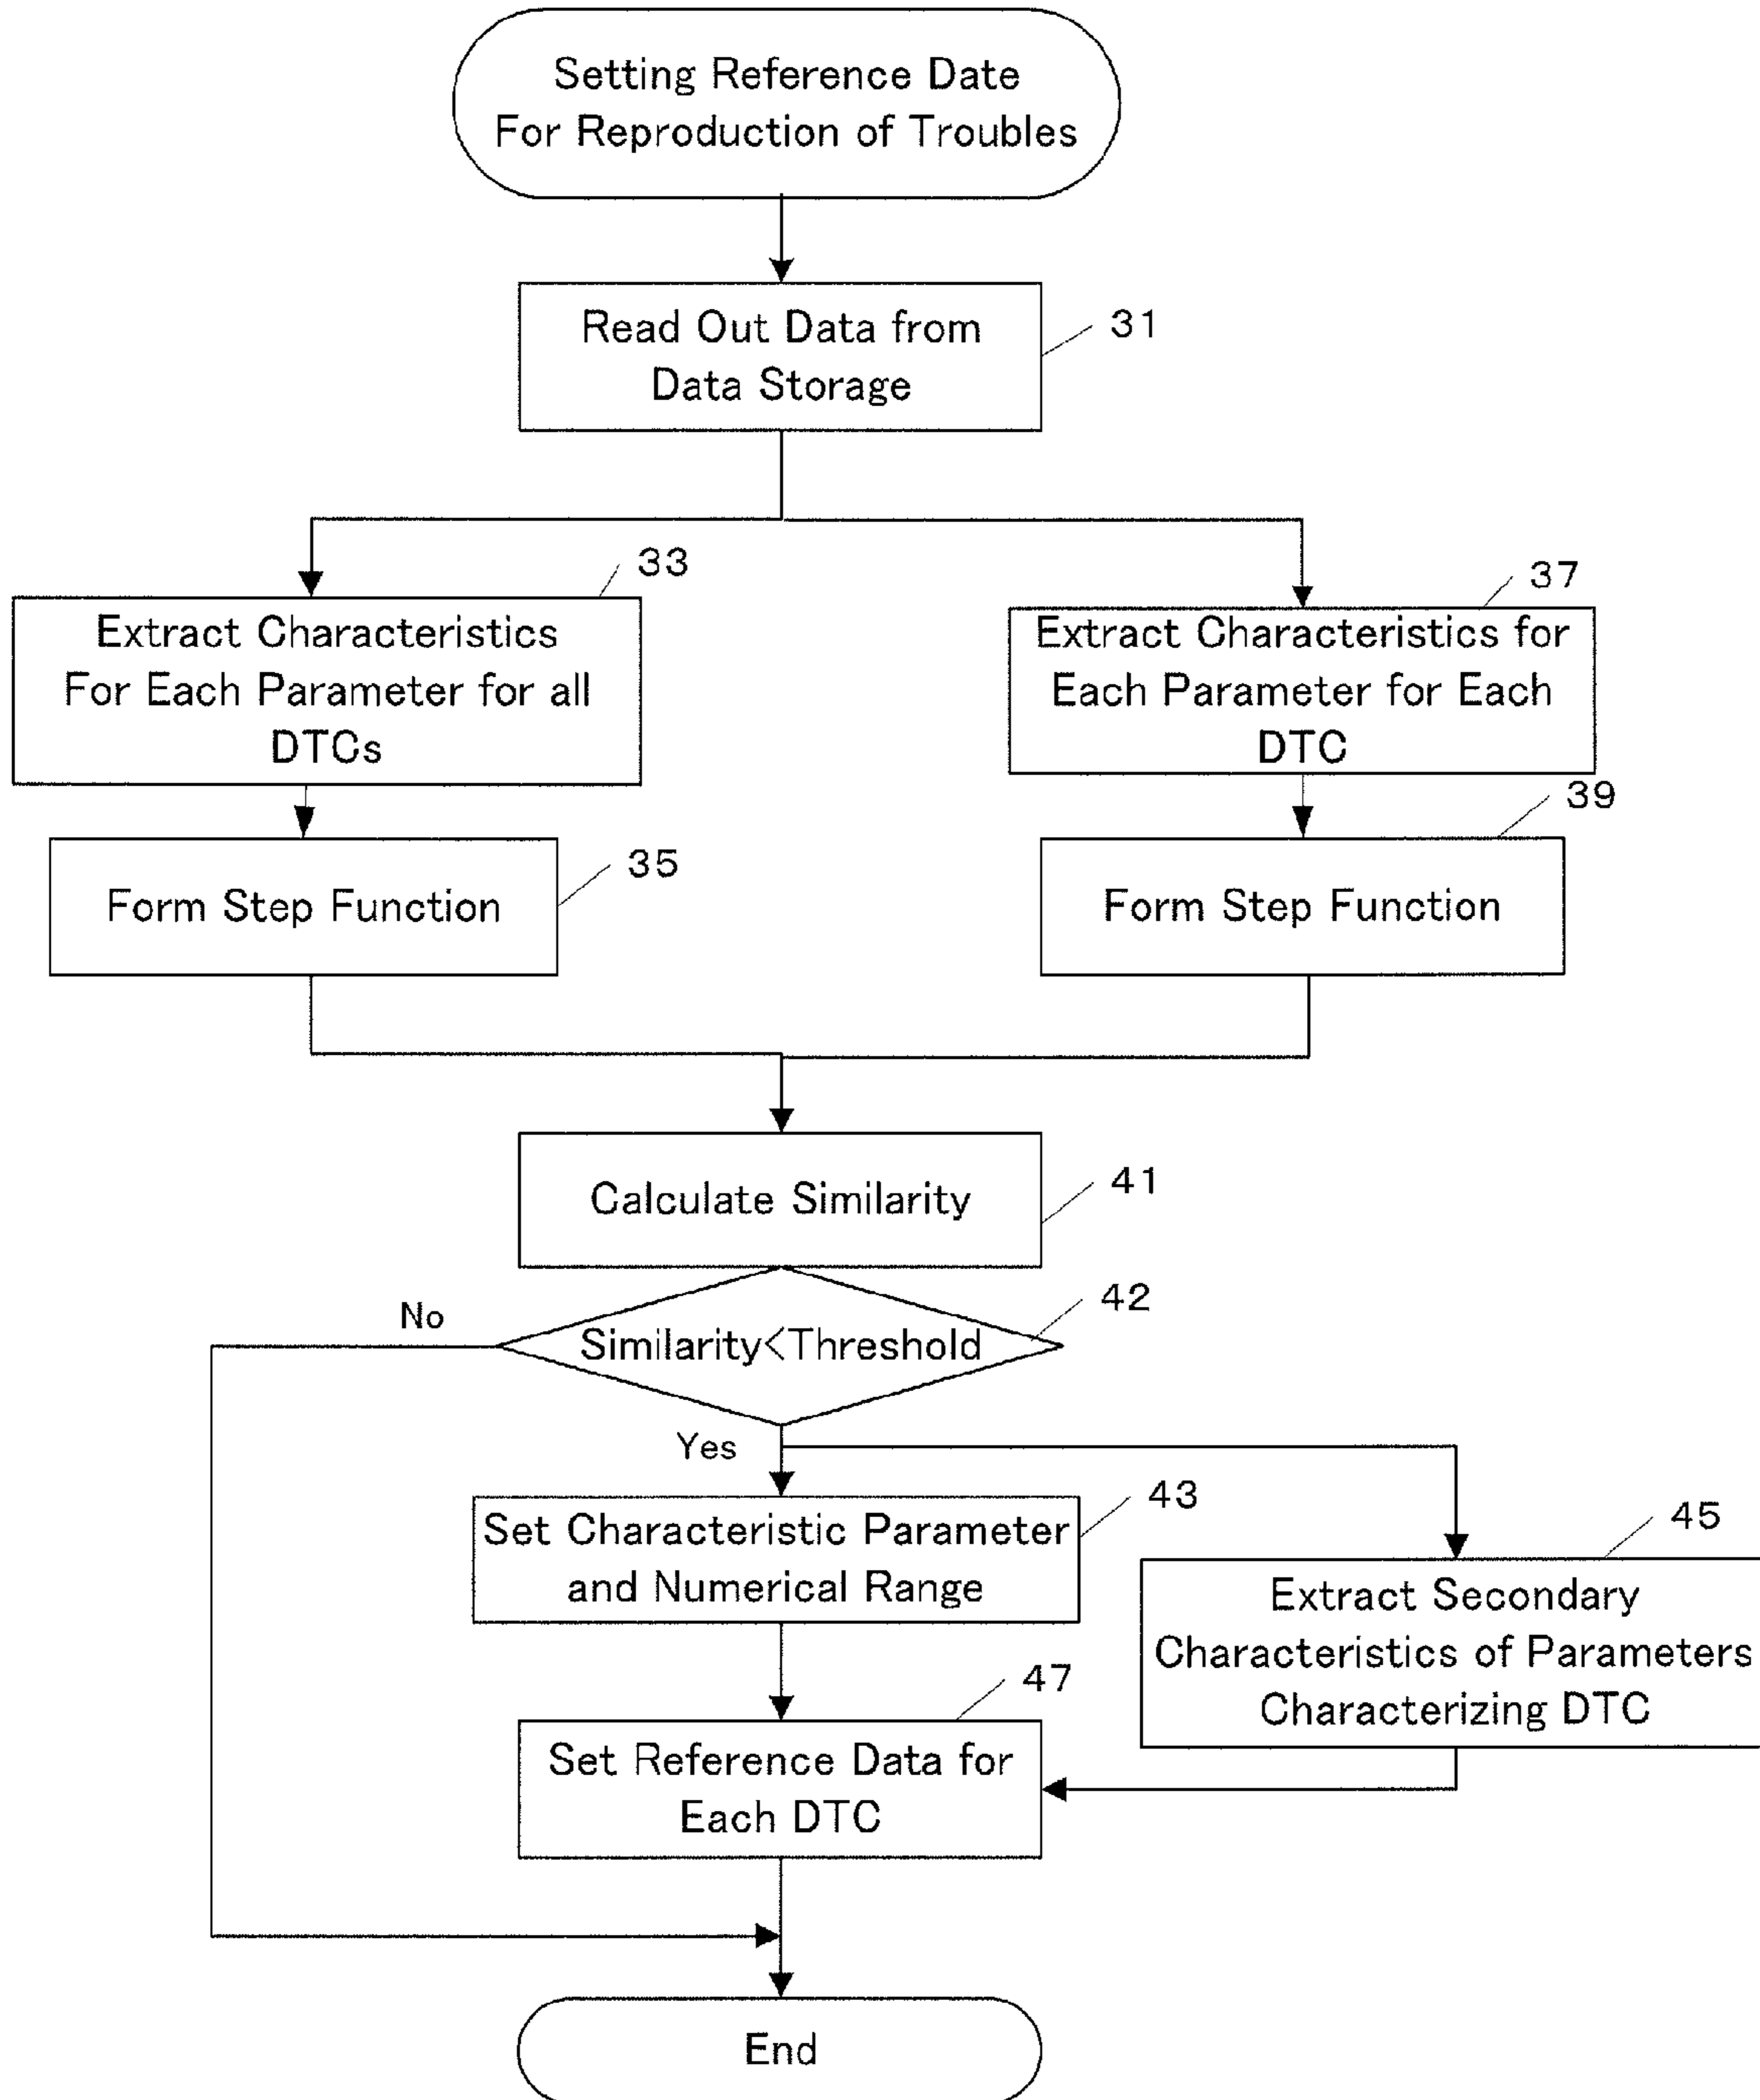 Setting Reference Date
For Reproduction of Troubles
Read Out Data from
Data Storage
31
33
Extract Characteristics
For Each Parameter for all
DTCs
37
Extract Characteristics for
Each Parameter for Each
DTC
35
Form Step Function
39
Form Step Function
Calculate Similarity
41
No
Similarity<Threshold
42
Yes
Set Characteristic Parameter
and Numerical Range
43
45
Extract Secondary
Characteristics of Parameters
Characterizing DTC
47
Set Reference Data for
Each DTC
End